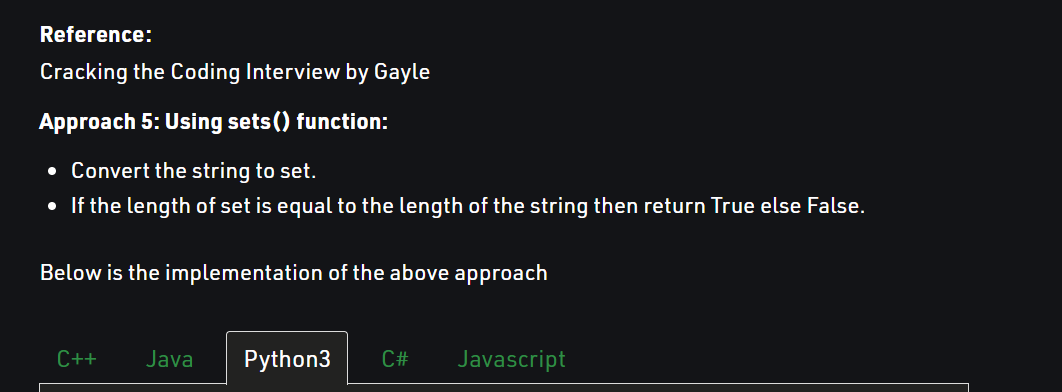 Reference:
Cracking the Coding Interview by Gayle
Approach 5: Using sets() function:
Convert the string to set.
If the length of set is equal to the length of the string then return True else False.
Below is the implementation of the above approach
C++ Java Python3 C# Javascript